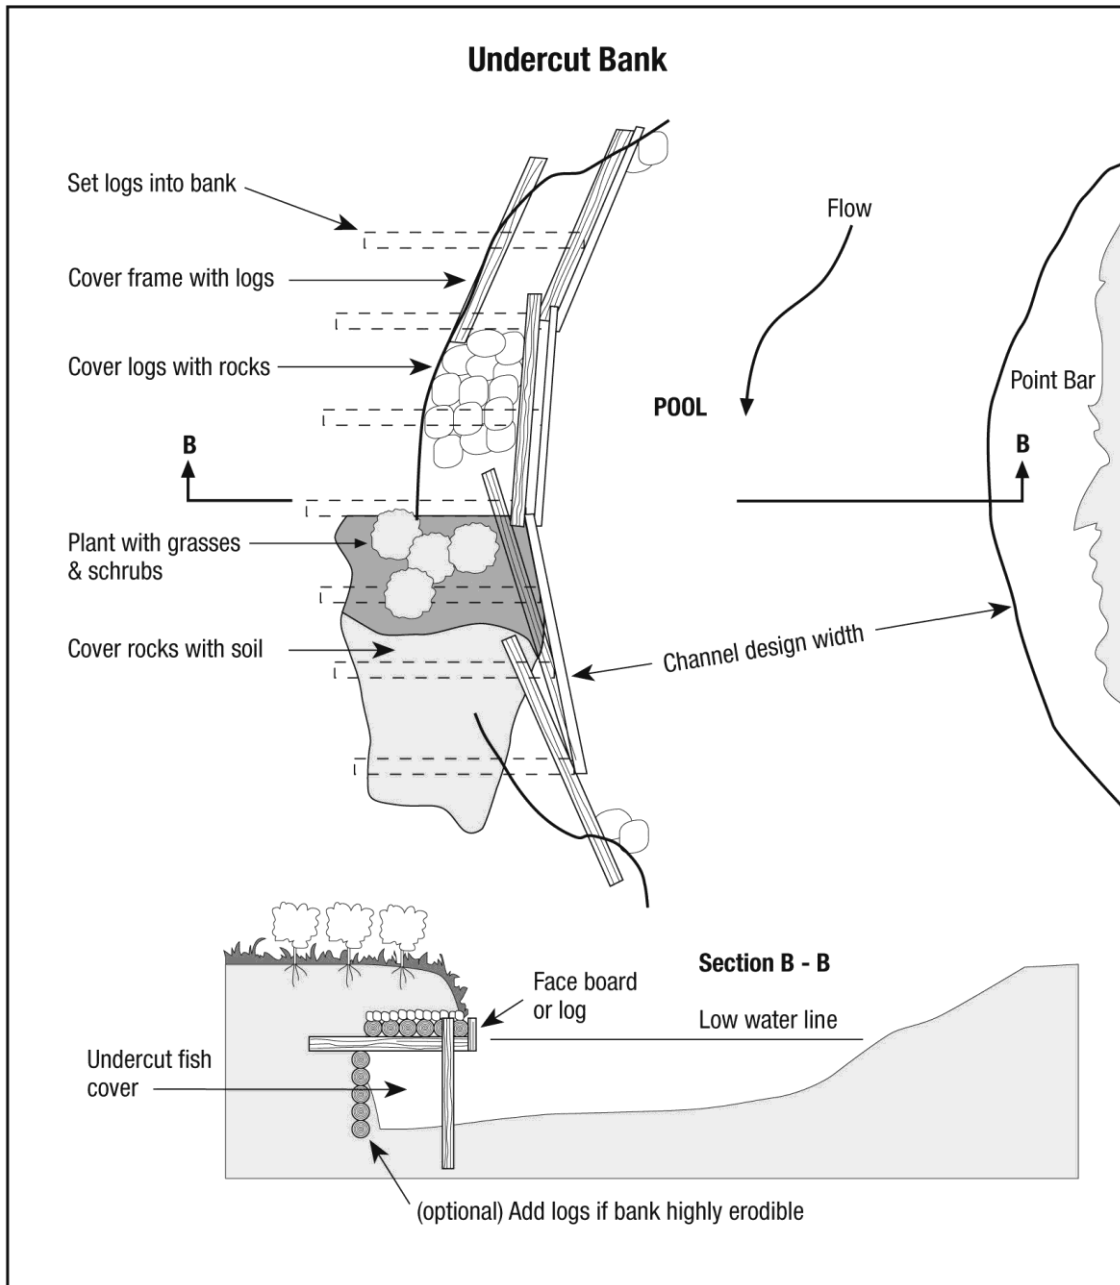 Undercut Bank
Set logs into bank
Flow
Cover frame with logs
Cover logs with rocks
Point Bar
POOL
B
B
Plant with grasses
& schrubs
Cover rocks with soil
Channel design width
Section B - B
Face board
or log
Low water line
Undercut fish
cover
(optional) Add logs if bank highly erodible